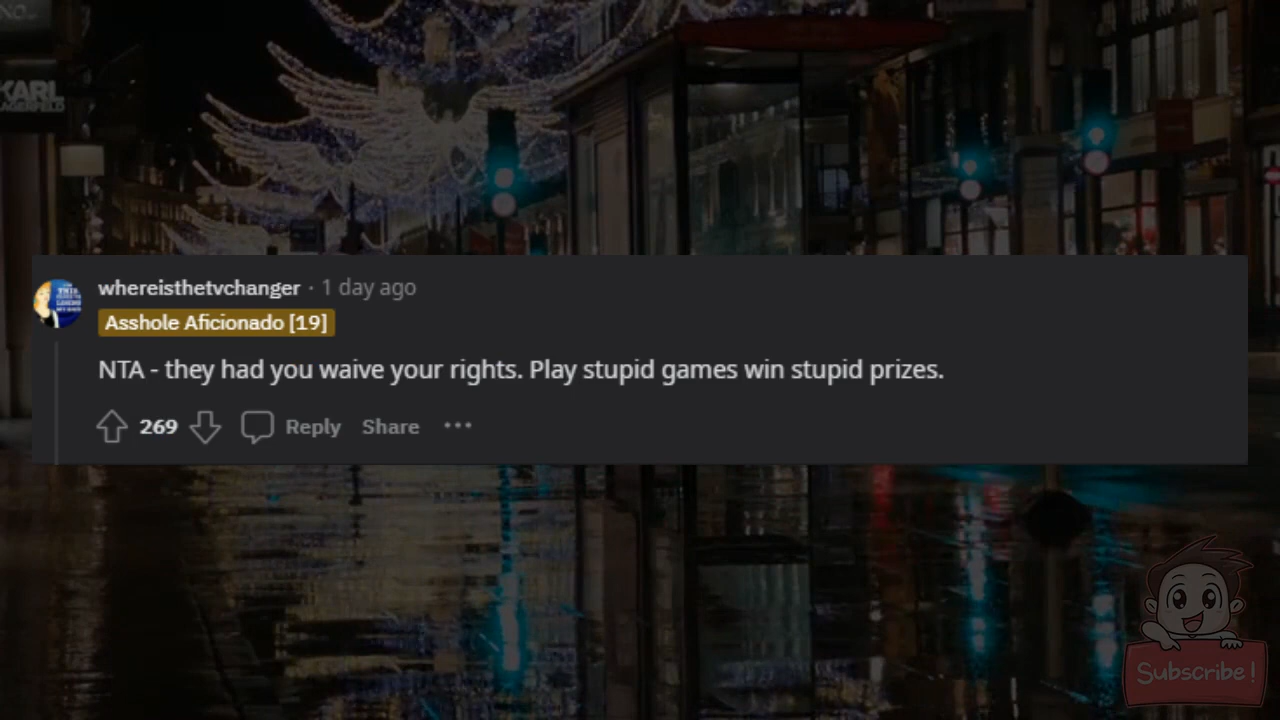 NO...
KARL
LAGERFELD
whereisthetvchanger · 1 day ago
Asshole Aficionado [19]
NTA - they had you waive your rights. Play stupid games win stupid prizes.
269 Reply Share ...
Subscribe!